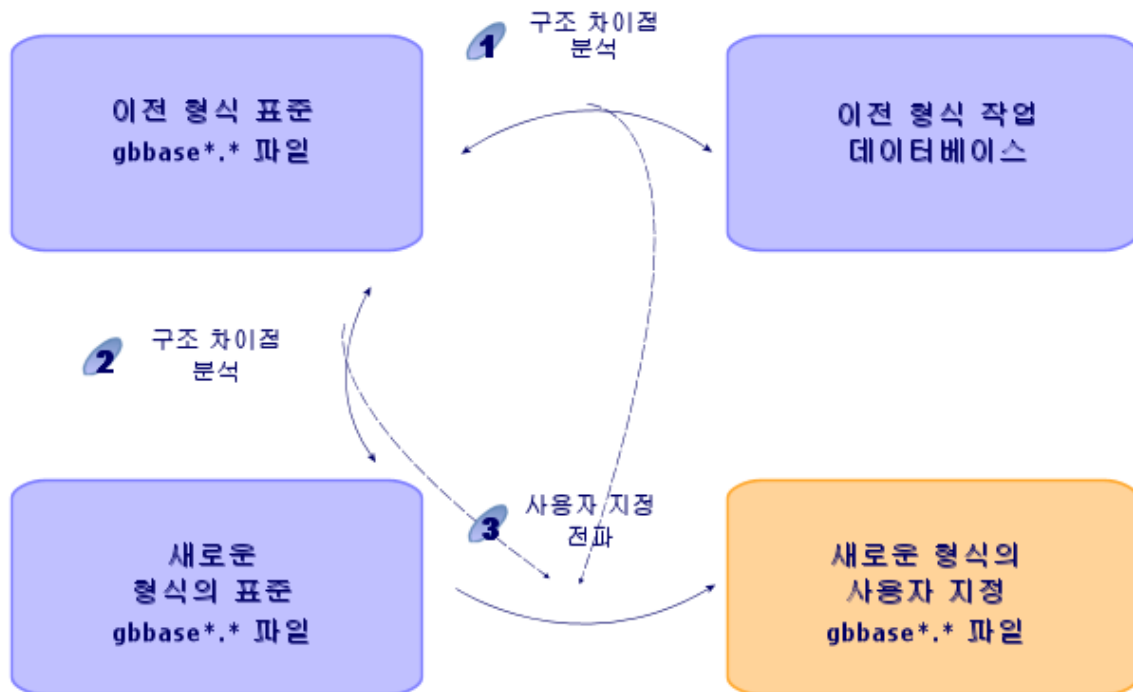 1
구조 차이점
분석
이전 형식 표준
gbbase*.* 파일
이전 형식 작업
데이터베이스
2
구조 차이점
분석
3
사용자 지정
전파
새로운
형식의 표준
gbbase*.* 파일
새로운 형식의
사용자 지정
gbbase*.* 파일